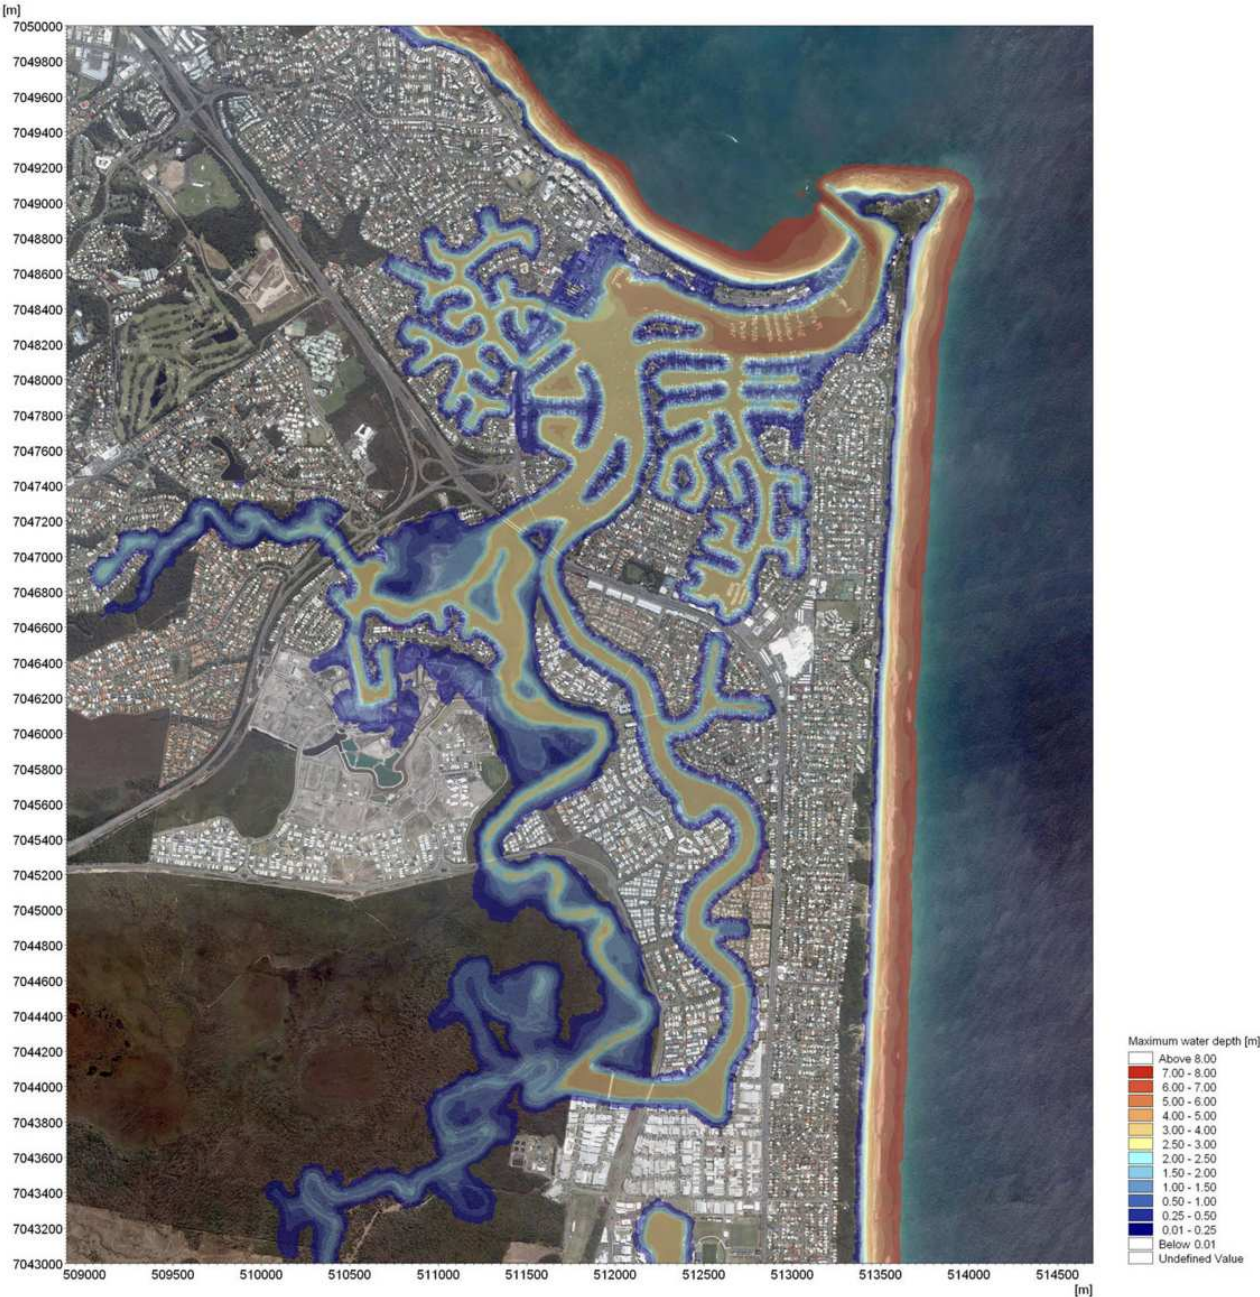 [m]
7050000
7049800
7049600
7049400
7049200
7049000
7048800
7048600
7048400
7048200
7048000
7047800
7047600
7047400
7047200
7047000
7046800
7046600
7046400
7046200
7046000
7045800
7045600
7045400
7045200
7045000
7044800
7044600
7044400
7044200
7044000
7043800
7043600
7043400
7043200
7043000
509000 509500 510000 510500 511000 511500 512000 512500 513000 513500 514000 514500
[m]
Maximum water depth [m]
Above 8.00
7.00 - 8.00
6.00 - 7.00
5.00 - 6.00
4.00 - 5.00
3.00 - 4.00
2.50 - 3.00
2.00 - 2.50
1.50 - 2.00
1.00 - 1.50
0.50 - 1.00
0.25 - 0.50
0.01 - 0.25
Below 0.01
Undefined Value